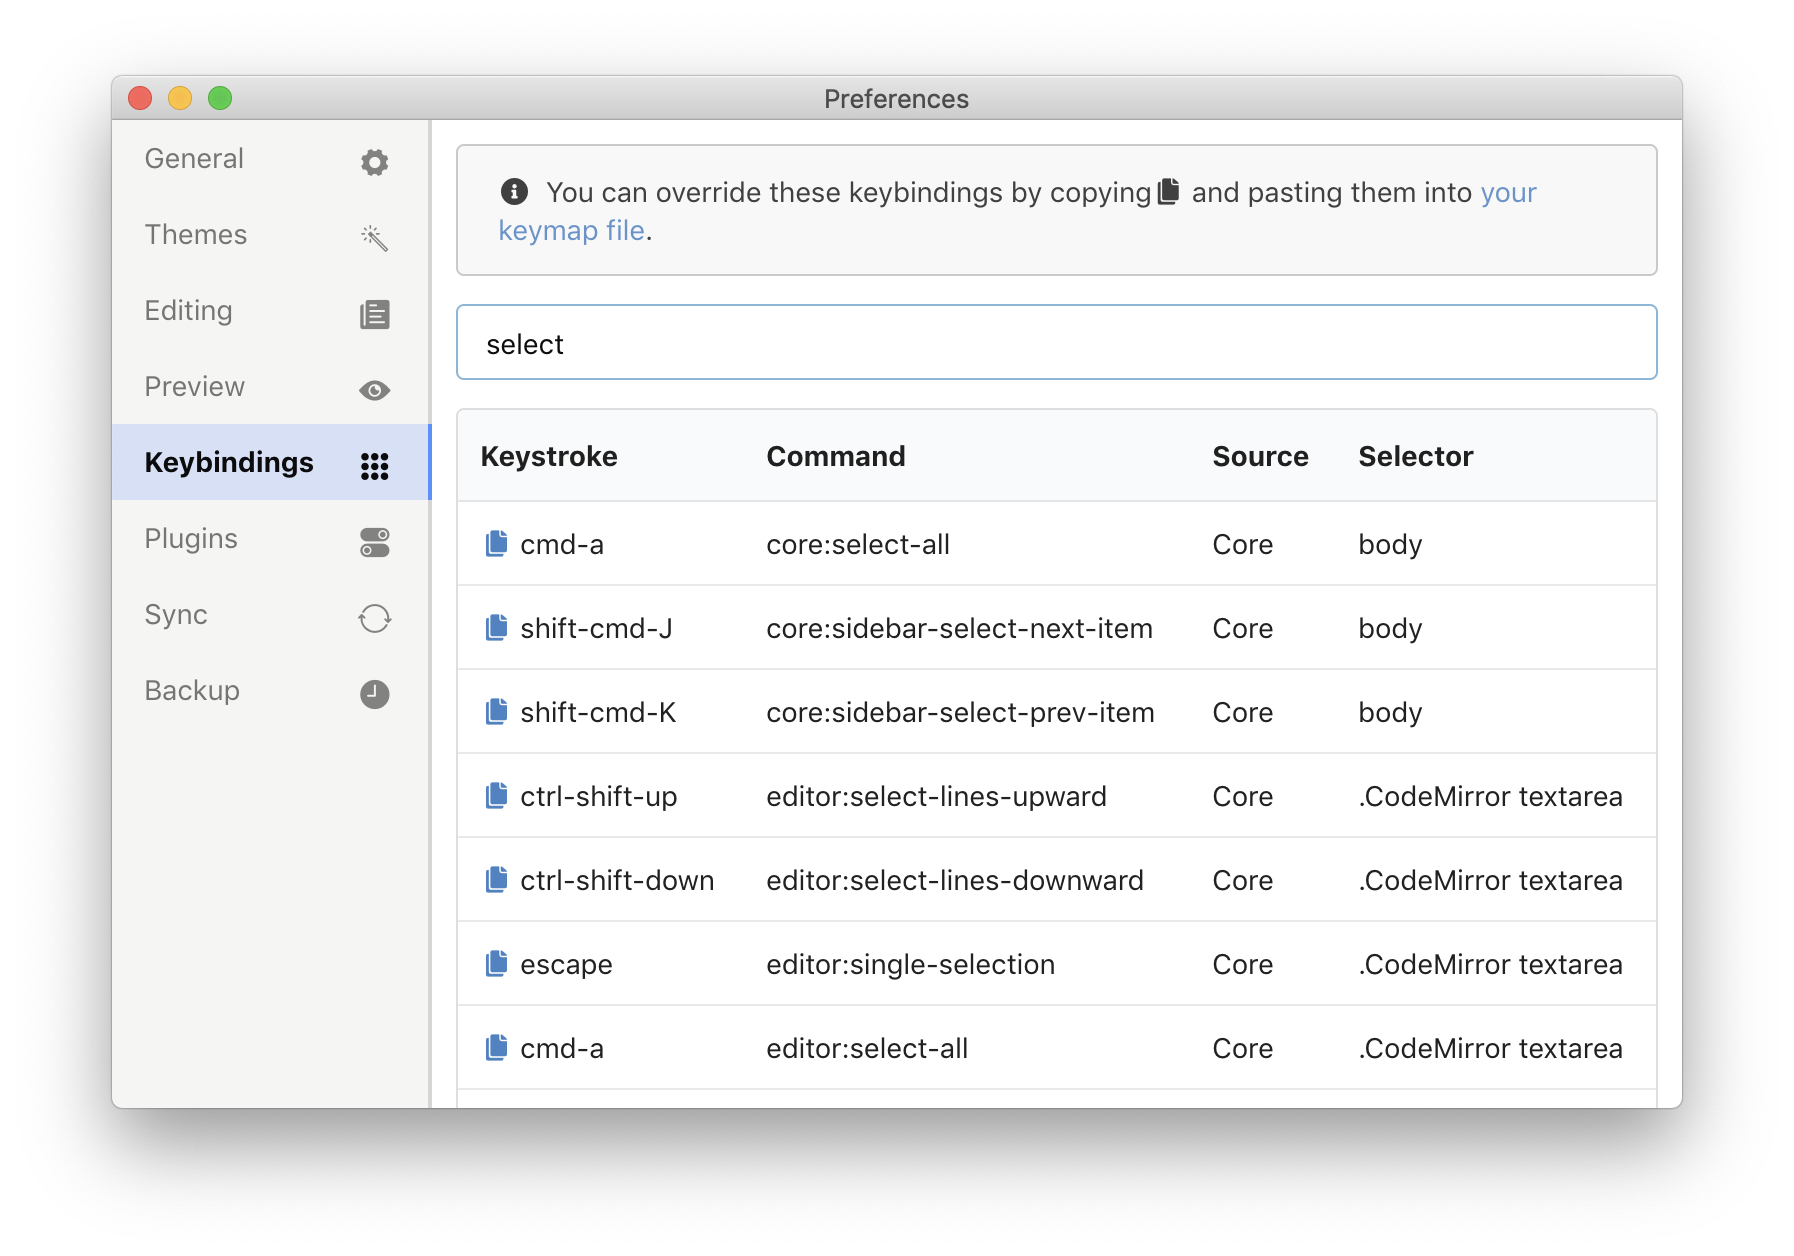 Preferences
General
Themes
Editing
Preview
Keybindings
Plugins
Sync
Backup
You can override these keybindings by copying and pasting them into your
keymap file.
select
Keystroke Command Source Selector
cmd-a core:select-all Core body
shift-cmd-J core:sidebar-select-next-item Core body
shift-cmd-K core:sidebar-select-prev-item Core body
ctrl-shift-up editor:select-lines-upward Core .CodeMirror textarea
ctrl-shift-down editor:select-lines-downward Core .CodeMirror textarea
escape editor:single-selection Core .CodeMirror textarea
cmd-a editor:select-all Core .CodeMirror textarea